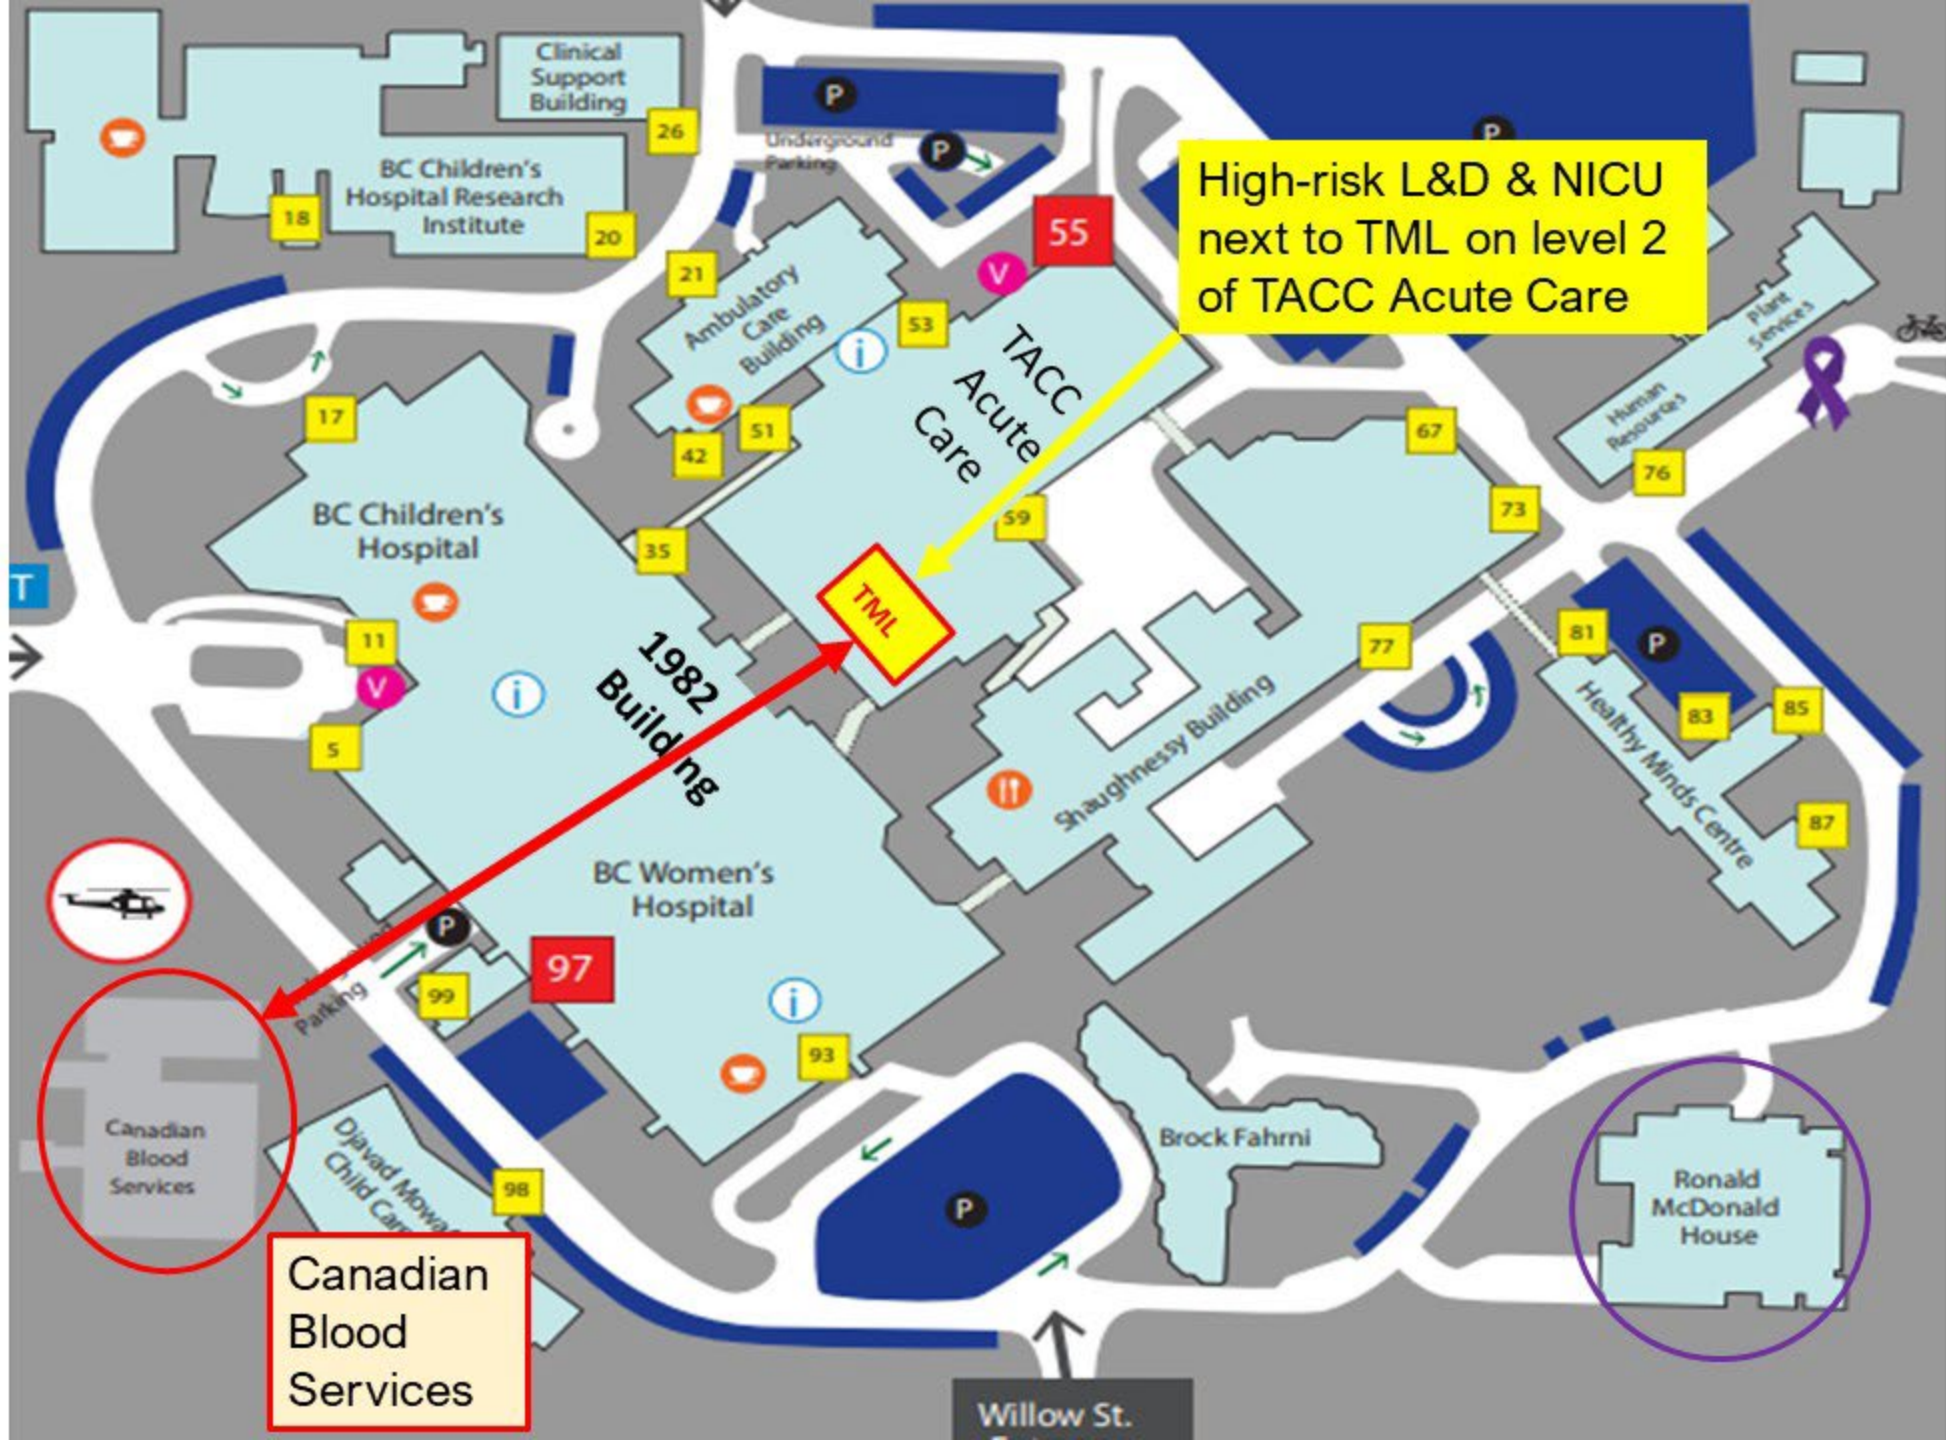 Clinical
Support
Building
26
P
Underground
Parking
P
P
BC Children's
Hospital Research
Institute
18
20
High-risk L&D & NICU
next to TML on level 2
of TACC Acute Care
55
V
21
Ambulatory
Care
Building
i
53
TACC
Acute
Care
Plant
Services
Human
Resources
17
51
42
67
76
BC Children's
Hospital
35
59
73
T
TML
11
V
5
i
1982
Building
77
81
P
83
85
Healthy Minds Centre
87
Shaughnessy Building
BC Women's
Hospital
P
Parking
99
97
i
93
Canadian
Blood
Services
Djavad Mowa
Child Car
98
P
Brock Fahrni
Ronald
McDonald
House
Canadian
Blood
Services
Willow St.